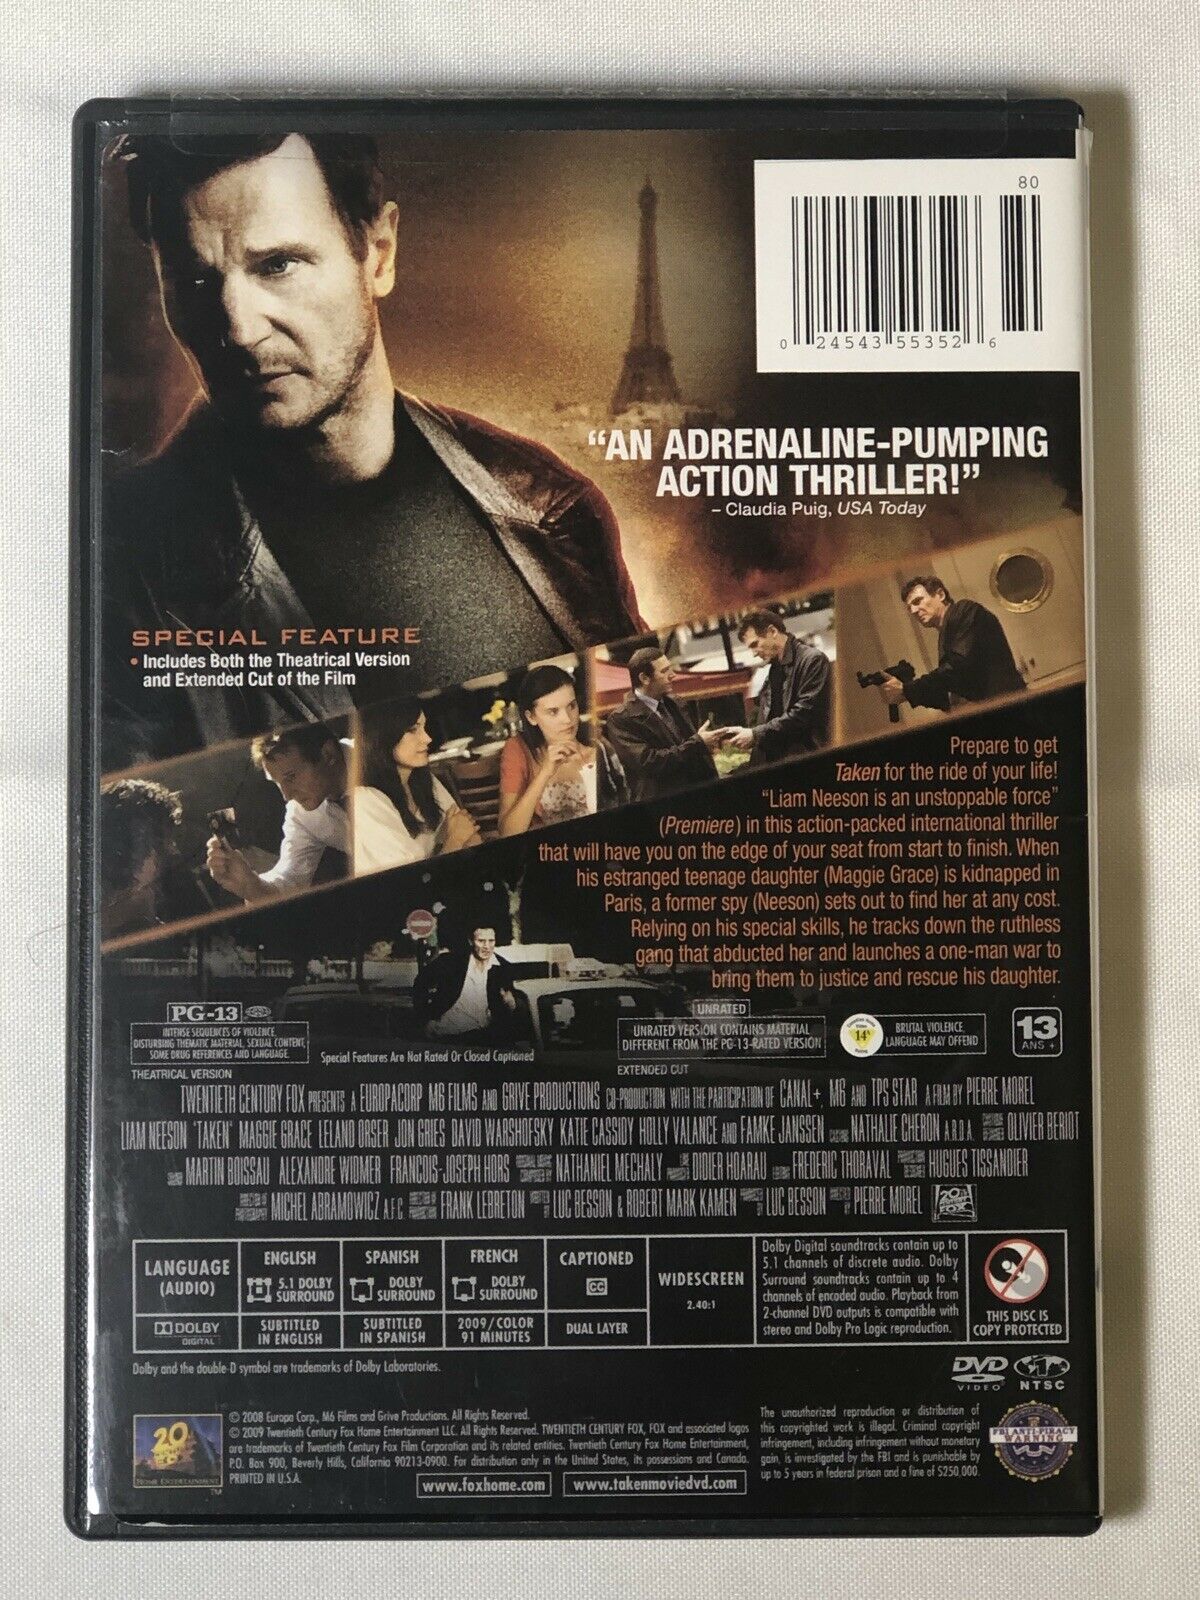 80
0 24543 55352 6
"AN ADRENALINE-PUMPING
ACTION THRILLER!"
– Claudia Puig, USA Today
SPECIAL FEATURE
• Includes Both the Theatrical Version
and Extended Cut of the Film
Prepare to get
Taken for the ride of your life!
"Liam Neeson is an unstoppable force"
(Premiere) in this action-packed international thriller
that will have you on the edge of your seat from start to finish. When
his estranged teenage daughter (Maggie Grace) is kidnapped in
Paris, a former spy (Neeson) sets out to find her at any cost.
Relying on his special skills, he tracks down the ruthless
gang that abducted her and launches a one-man war to
bring them to justice and rescue his daughter.
PG-13
INTENSE SEQUENCES OF VIOLENCE,
DISTURBING THEMATIC MATERIAL, SEXUAL CONTENT,
SOME DRUG REFERENCES AND LANGUAGE.
THEATRICAL VERSION
Special Features Are Not Rated Or Closed Captioned
UNRATED
UNRATED VERSION CONTAINS MATERIAL
DIFFERENT FROM THE PG-13-RATED VERSION
EXTENDED CUT
14A
BRUTAL VIOLENCE
LANGUAGE MAY OFFEND
13
ANS +
TWENTIETH CENTURY FOX PRESENTS A EUROPACORP M6 FILMS AND GRIVE PRODUCTIONS CO-PRODUCTION WITH THE PARTICIPATION OF CANAL+, M6 AND TPS STAR A FILM BY PIERRE MOREL
LIAM NEESON "TAKEN" MAGGIE GRACE LELAND ORSER JON GRIES DAVID WARSHOFSKY KATIE CASSIDY HOLLY VALANCE AND FAMKE JANSSEN CASTING NATHALIE CHERON A.R.D.A. OLIVIER BERIOT
MARTIN BOISSAU ALEXANDRE WIDMER FRANCOIS-JOSEPH HORS NATHANIEL MECHALY DIDIER HOARAU FREDERIC THORAVAL HUGUES TISSANDIER
MICHEL ABRAMOWICZ A.F.C. FRANK LEBRETON LUC BESSON & ROBERT MARK KAMEN BY LUC BESSON PIERRE MOREL
LANGUAGE
(AUDIO)
DOLBY
DIGITAL
ENGLISH
5.1 DOLBY
SURROUND
SUBTITLED
IN ENGLISH
SPANISH
DOLBY
SURROUND
SUBTITLED
IN SPANISH
FRENCH
DOLBY
SURROUND
2009/COLOR
91 MINUTES
CAPTIONED
CC
DUAL LAYER
WIDESCREEN
2.40:1
Dolby Digital soundtracks contain up to
5.1 channels of discrete audio. Dolby
Surround soundtracks contain up to 4
channels of encoded audio. Playback from
2-channel DVD outputs is compatible with
stereo and Dolby Pro Logic reproduction.
THIS DISC IS
COPY PROTECTED
Dolby and the double-D symbol are trademarks of Dolby Laboratories.
DVD
VIDEO
NTSC
20th
CENTURY
FOX
HOME ENTERTAINMENT
TM
© 2008 Europa Corp., M6 Films and Grive Productions. All Rights Reserved.
© 2009 Twentieth Century Fox Home Entertainment LLC. All Rights Reserved. TWENTIETH CENTURY FOX, FOX and associated logos
are trademarks of Twentieth Century Fox Film Corporation and its related entities. Twentieth Century Fox Home Entertainment,
P.O. Box 900, Beverly Hills, California 90213-0900. For distribution only in the United States, its possessions and Canada.
PRINTED IN U.S.A.
www.foxhome.com
www.takenmoviedvd.com
The unauthorized reproduction or distribution of
this copyrighted work is illegal. Criminal copyright
infringement, including infringement without monetary
gain, is investigated by the FBI and is punishable by
up to 5 years in federal prison and a fine of $250,000.
FBI ANTI-PIRACY
WARNING